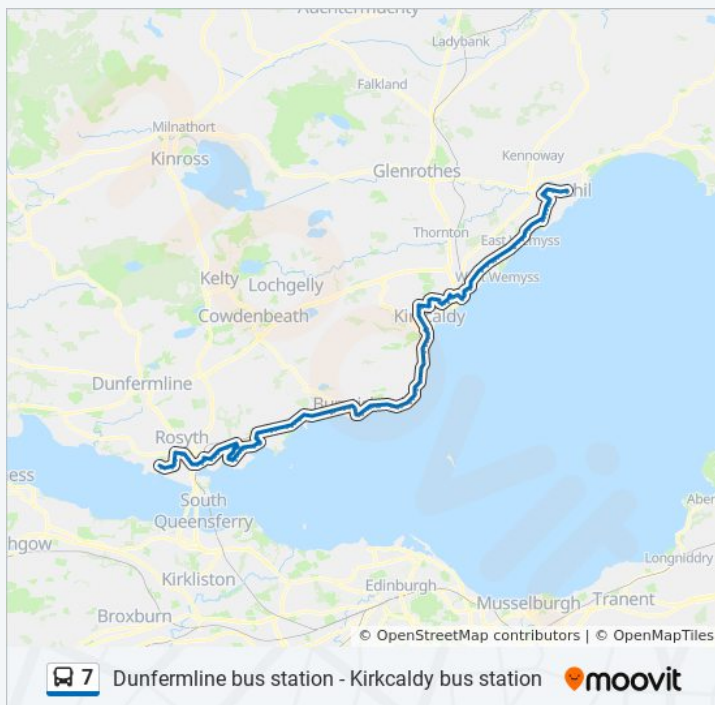 Auchtermuchty
Ladybank
Falkland
Milnathort
Kinross
Kennoway
Glenrothes
Thornton
East Wemyss
West Wemyss
Kelty
Lochgelly
Kirkcaldy
Cowdenbeath
Dunfermline
Rosyth
South
Queensferry
Kirkliston
Edinburgh
Longniddry
Musselburgh
Tranent
Broxburn
© OpenStreetMap contributors | © OpenMapTiles
7 Dunfermline bus station - Kirkcaldy bus station
moovit